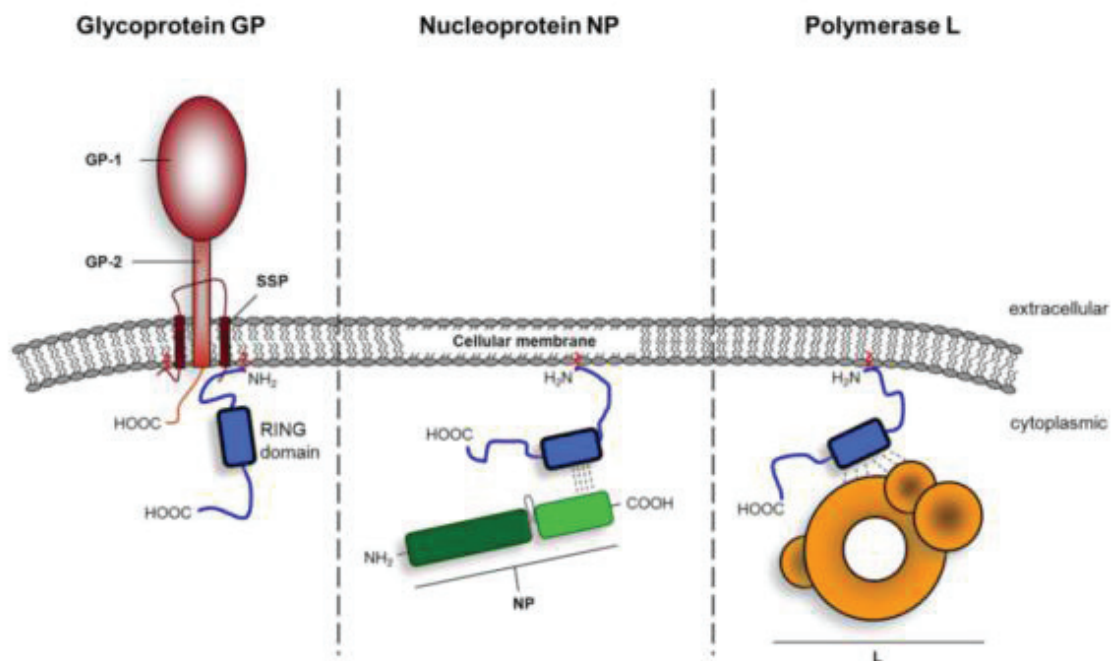 Glycoprotein GP
Nucleoprotein NP
Polymerase L
GP-1
GP-2
SSP
extracellular
Cellular membrane
NH₂
H₂N
H₂N
HOOC
RING
domain
HOOC
cytoplasmic
HOOC
HOOC
COOH
NH₂
NP
L